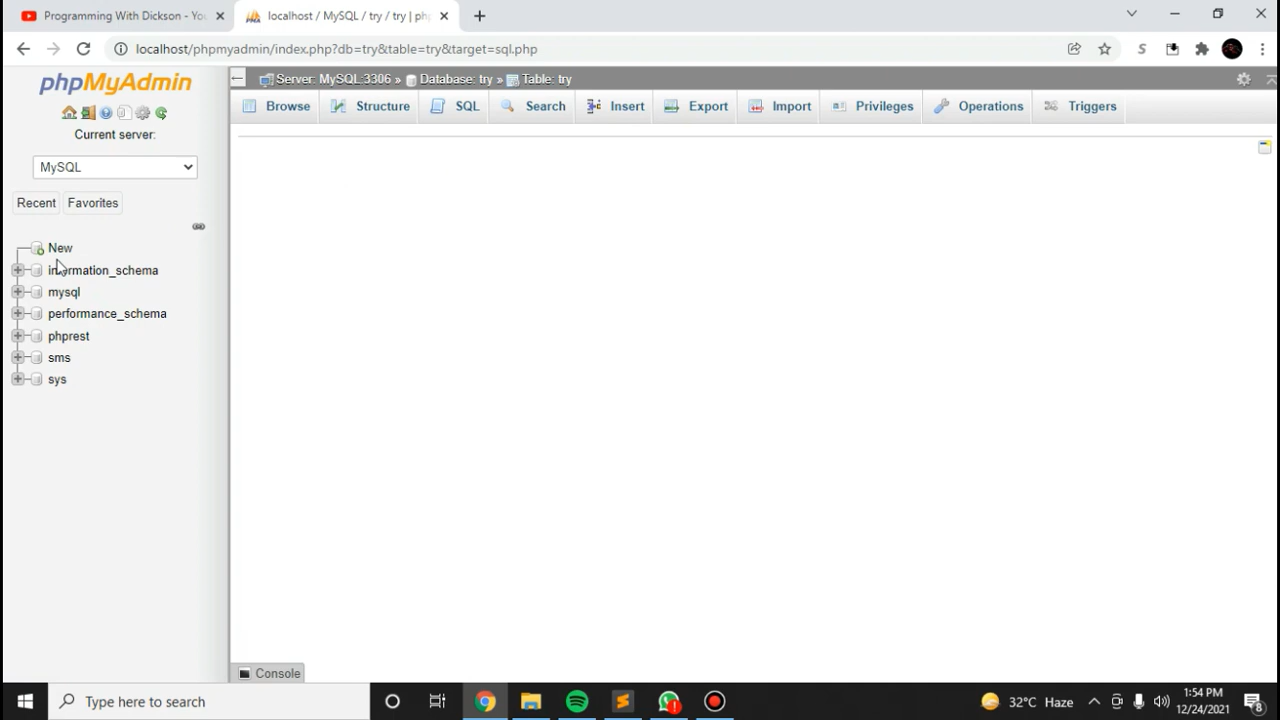 Programming With Dickson - You
localhost / MySQL / try / try | php
localhost/phpmyadmin/index.php?db=try&table=try&target=sql.php
S
phpMyAdmin
Current server:
MySQL
Recent
Favorites
New
information_schema
mysql
performance_schema
phprest
sms
sys
Server: MySQL:3306 » Database: try » Table: try
Browse
Structure
SQL
Search
Insert
Export
Import
Privileges
Operations
Triggers
Console
Type here to search
32°C Haze
1:54 PM
12/24/2021
8